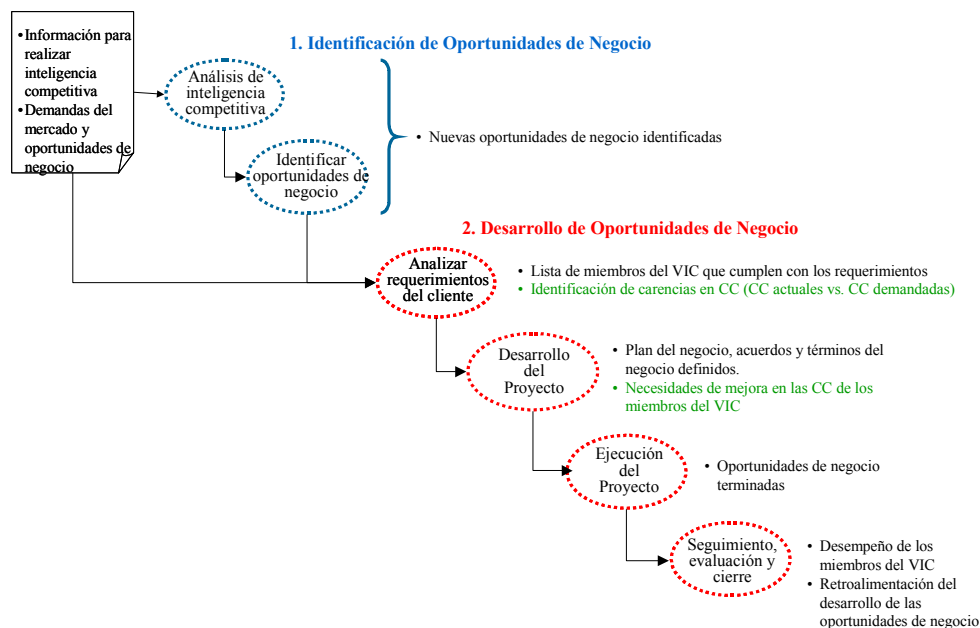 • Información para
realizar
inteligencia
competitiva
• Demandas del
mercado y
oportunidades de
negocio
1. Identificación de Oportunidades de Negocio
Análisis de
inteligencia
competitiva
Identificar
oportunidades de
negocio
• Nuevas oportunidades de negocio identificadas
2. Desarrollo de Oportunidades de Negocio
Analizar
requerimientos
del cliente
• Lista de miembros del VIC que cumplen con los requerimientos
• Identificación de carencias en CC (CC actuales vs. CC demandadas)
Desarrollo
del
Proyecto
• Plan del negocio, acuerdos y términos del
negocio definidos.
• Necesidades de mejora en las CC de los
miembros del VIC
Ejecución
del
Proyecto
• Oportunidades de negocio
terminadas
Seguimiento,
evaluación y
cierre
• Desempeño de los
miembros del VIC
• Retroalimentación del
desarrollo de las
oportunidades de negocio